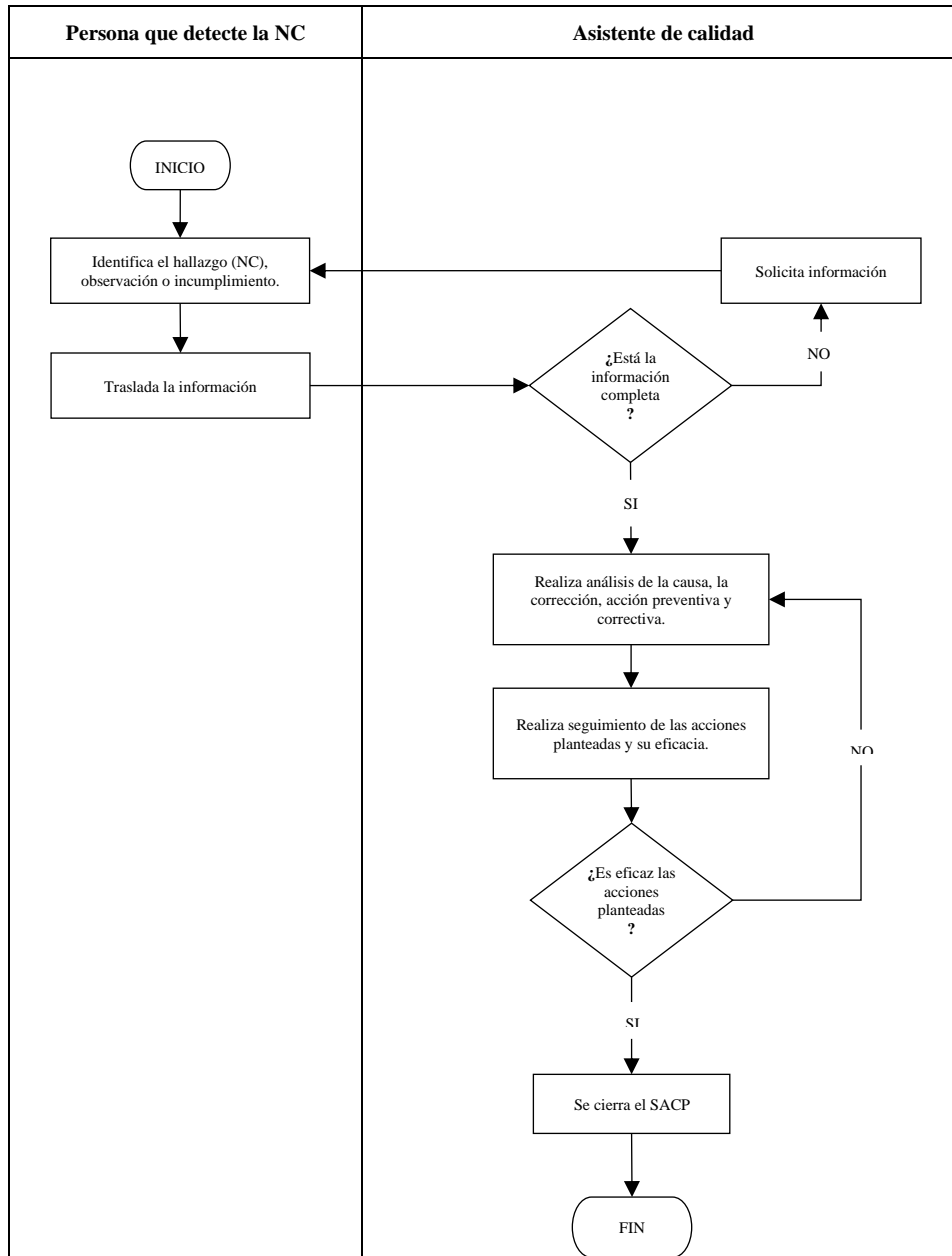 Persona que detecte la NC
Asistente de calidad
INICIO
Identifica el hallazgo (NC),
observación o incumplimiento.
Solicita información
Traslada la información
¿Está la
información
completa
?
NO
SI
Realiza análisis de la causa, la
corrección, acción preventiva y
correctiva.
Realiza seguimiento de las acciones
planteadas y su eficacia.
NO
¿Es eficaz las
acciones
planteadas
?
SI
Se cierra el SACP
FIN